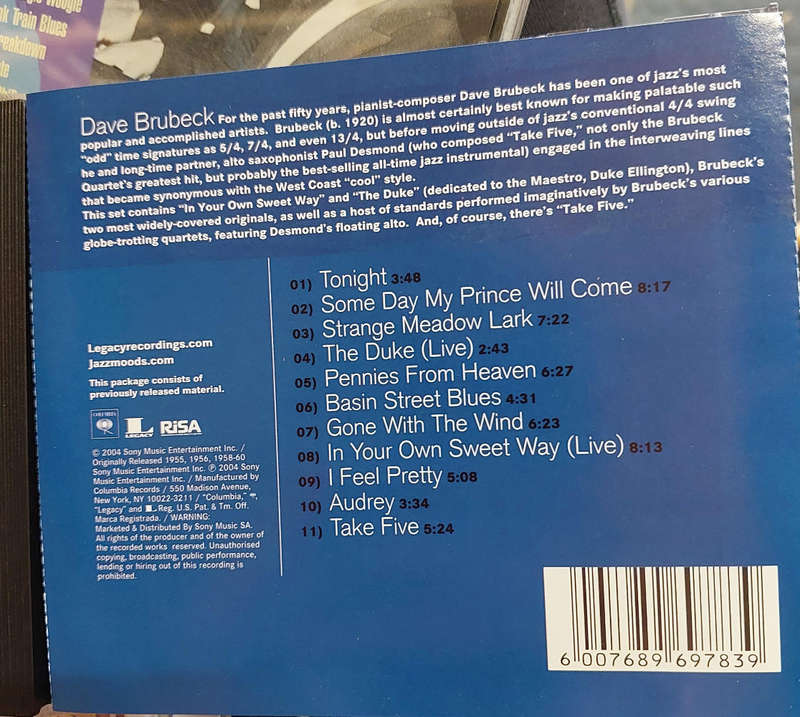 Train Blues
Dave Brubeck For the past fifty years, pianist-composer Dave Brubeck has been one of jazz's most
popular and accomplished artists. Brubeck (b. 1920) is almost certainly best known for making palatable such
"odd" time signatures as 5/4, 7/4, and even 13/4, but before moving outside of jazz's conventional 4/4 swing
he and long-time partner, alto saxophonist Paul Desmond (who composed "Take Five," not only the Brubeck
Quartet's greatest hit, but probably the best-selling all-time jazz instrumental) engaged in the interweaving lines
that became synonymous with the West Coast "cool" style.
This set contains "In Your Own Sweet Way" and "The Duke" (dedicated to the Maestro, Duke Ellington), Brubeck's
two most widely-covered originals, as well as a host of standards performed imaginatively by Brubeck's various
globe-trotting quartets, featuring Desmond's floating alto. And, of course, there's "Take Five."
01) Tonight 3:48
02) Some Day My Prince Will Come 8:17
03) Strange Meadow Lark 7:22
04) The Duke (Live) 2:43
05) Pennies From Heaven 6:27
06) Basin Street Blues 4:31
07) Gone With The Wind 6:23
08) In Your Own Sweet Way (Live) 8:13
09) I Feel Pretty 5:08
10) Audrey 3:34
11) Take Five 5:24
Legacyrecordings.com
Jazzmoods.com
This package consists of
previously released material.
COLUMBIA
LEGACY
RiSA
© 2004 Sony Music Entertainment Inc. /
Originally Released 1955, 1956, 1958-60
Sony Music Entertainment Inc. ℗ 2004 Sony
Music Entertainment Inc. / Manufactured by
Columbia Records / 550 Madison Avenue,
New York, NY 10022-3211 / "Columbia,"
"Legacy" and L Reg. U.S. Pat. & Tm. Off.
Marca Registrada. / WARNING:
Marketed & Distributed By Sony Music SA.
All rights of the producer and of the owner of
the recorded works reserved. Unauthorised
copying, broadcasting, public performance,
lending or hiring out of this recording is
prohibited.
6 007689 697839